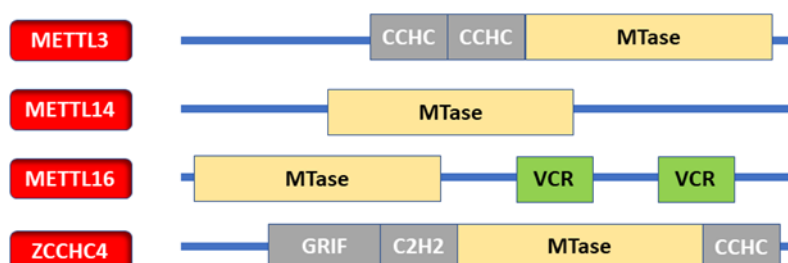 METTL3 CCHC CCHC MTase
METTL14 MTase
METTL16 MTase VCR VCR
ZCCHC4 GRIF C2H2 MTase CCHC